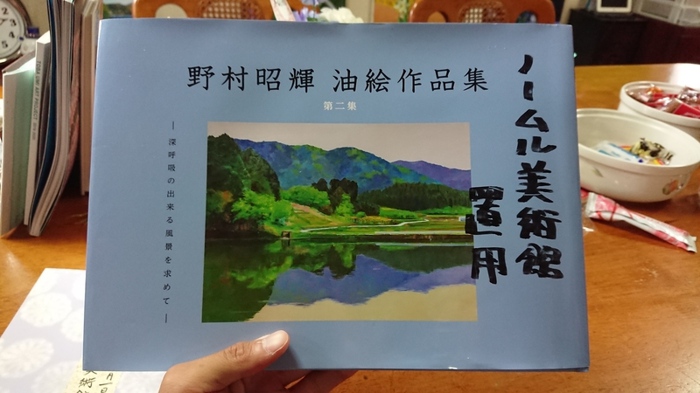 野村昭輝 油絵作品集
第二集
― 深呼吸の出来る風景を求めて ―
ノームル美術館
置用